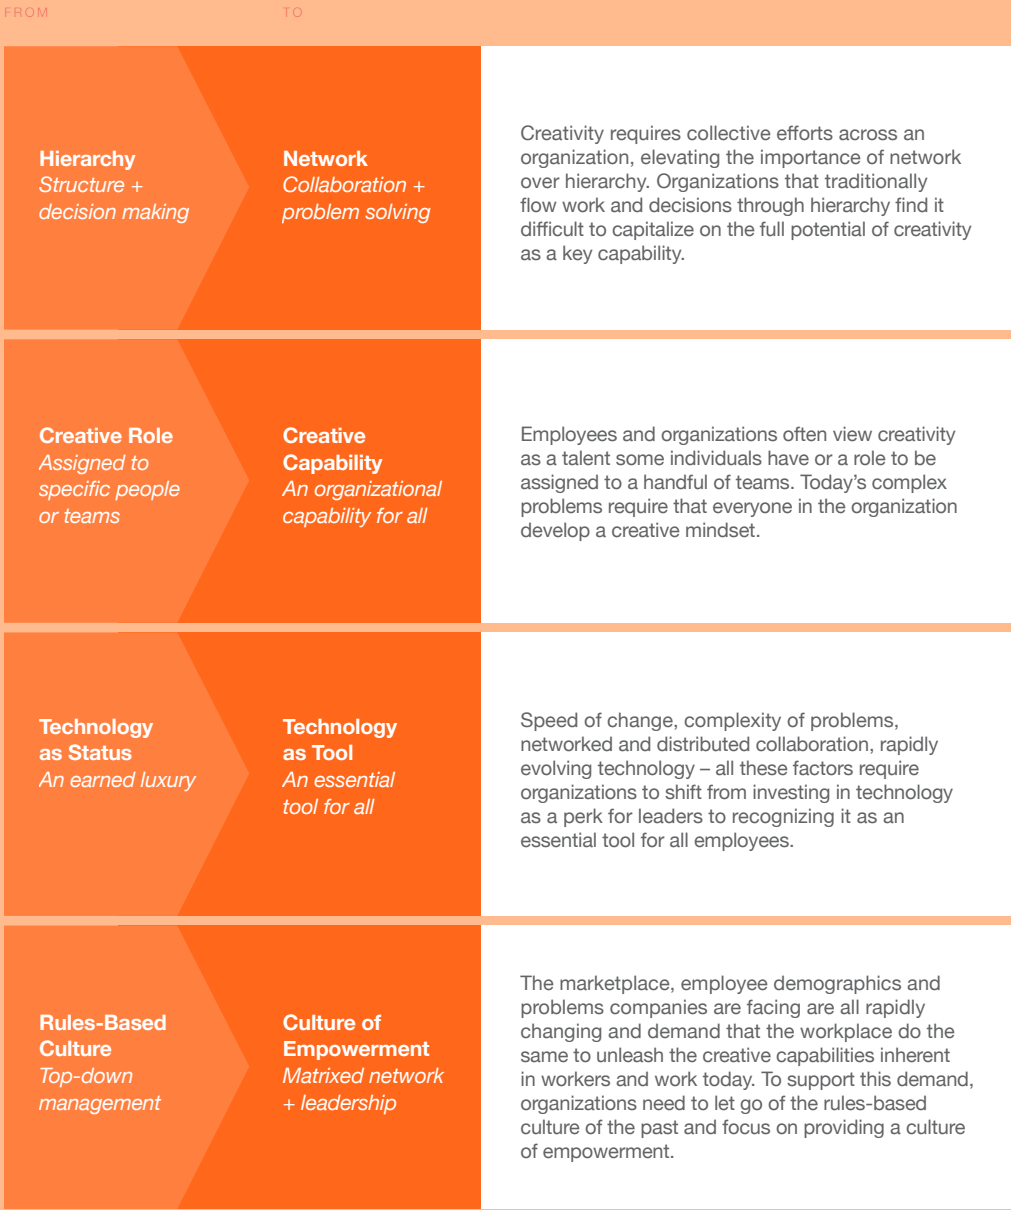 FROM
TO
Hierarchy
Structure +
decision making
Network
Collaboration +
problem solving
Creativity requires collective efforts across an
organization, elevating the importance of network
over hierarchy. Organizations that traditionally
flow work and decisions through hierarchy find it
difficult to capitalize on the full potential of creativity
as a key capability.
Creative Role
Assigned to
specific people
or teams
Creative
Capability
An organizational
capability for all
Employees and organizations often view creativity
as a talent some individuals have or a role to be
assigned to a handful of teams. Today’s complex
problems require that everyone in the organization
develop a creative mindset.
Technology
as Status
An earned luxury
Technology
as Tool
An essential
tool for all
Speed of change, complexity of problems,
networked and distributed collaboration, rapidly
evolving technology – all these factors require
organizations to shift from investing in technology
as a perk for leaders to recognizing it as an
essential tool for all employees.
Rules-Based
Culture
Top-down
management
Culture of
Empowerment
Matrixed network
+ leadership
The marketplace, employee demographics and
problems companies are facing are all rapidly
changing and demand that the workplace do the
same to unleash the creative capabilities inherent
in workers and work today. To support this demand,
organizations need to let go of the rules-based
culture of the past and focus on providing a culture
of empowerment.